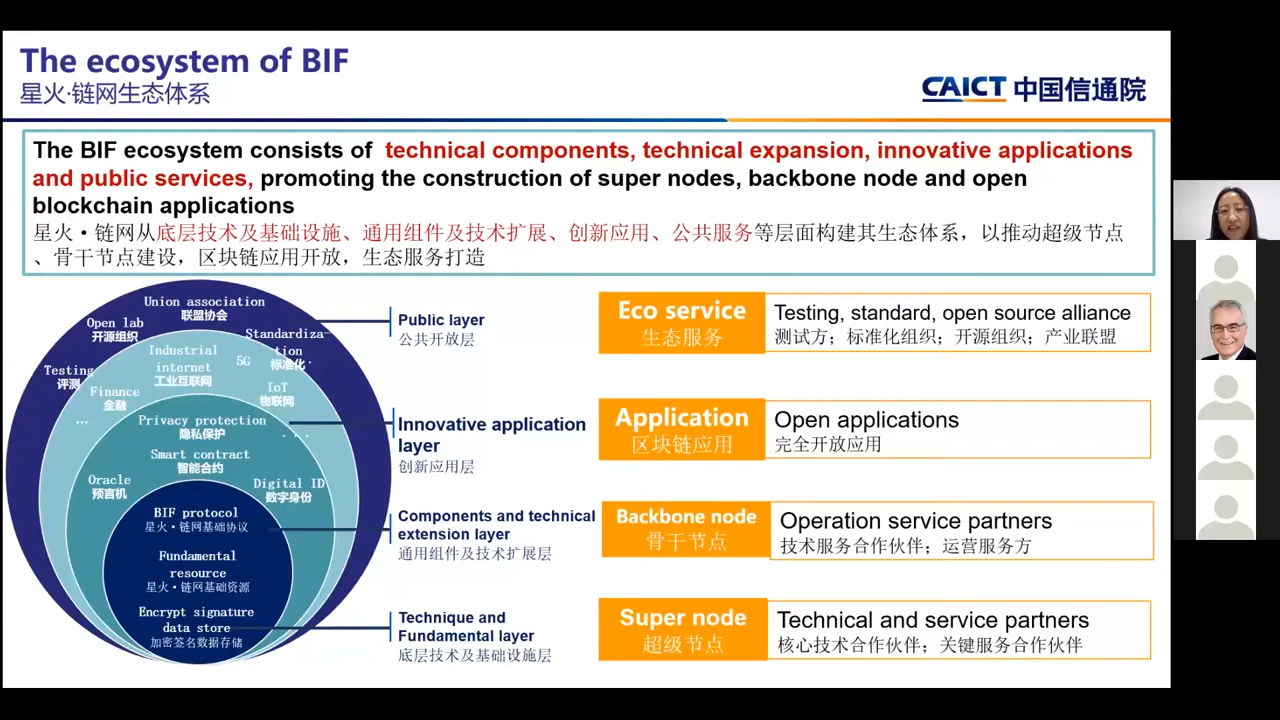 The ecosystem of BIF
星火·链网生态体系
CAICT 中国信通院
The BIF ecosystem consists of technical components, technical expansion, innovative applications
and public services, promoting the construction of super nodes, backbone node and open
blockchain applications
星火·链网从底层技术及基础设施、通用组件及技术扩展、创新应用、公共服务等层面构建其生态体系，以推动超级节点
、骨干节点建设，区块链应用开放，生态服务打造
Union association
联盟协会
Open lab
开源组织
Standardiza-
tion
标准化.
Testing
评测
Industrial
internet
工业互联网
5G
IoT
物联网
Finance
金融
...
Privacy protection
隐私保护
...
Smart contract
智能合约
Oracle
预言机
Digital ID
数字身份
BIF protocol
星火·链网基础协议
Fundamental
resource
星火·链网基础资源
Encrypt signature
data store
加密签名数据存储
Public layer
公共开放层
Innovative application
layer
创新应用层
Components and technical
extension layer
通用组件及技术扩展层
Technique and
Fundamental layer
底层技术及基础设施层
Eco service
生态服务
Testing, standard, open source alliance
测试方；标准化组织；开源组织；产业联盟
Application
区块链应用
Open applications
完全开放应用
Backbone node
骨干节点
Operation service partners
技术服务合作伙伴；运营服务方
Super node
超级节点
Technical and service partners
核心技术合作伙伴；关键服务合作伙伴